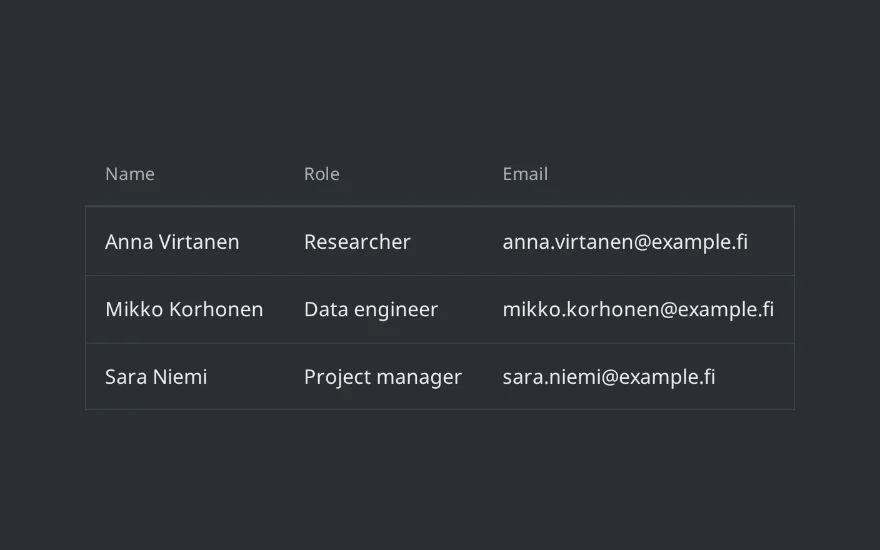 Name Role Email
Anna Virtanen Researcher anna.virtanen@example.fi
Mikko Korhonen Data engineer mikko.korhonen@example.fi
Sara Niemi Project manager sara.niemi@example.fi